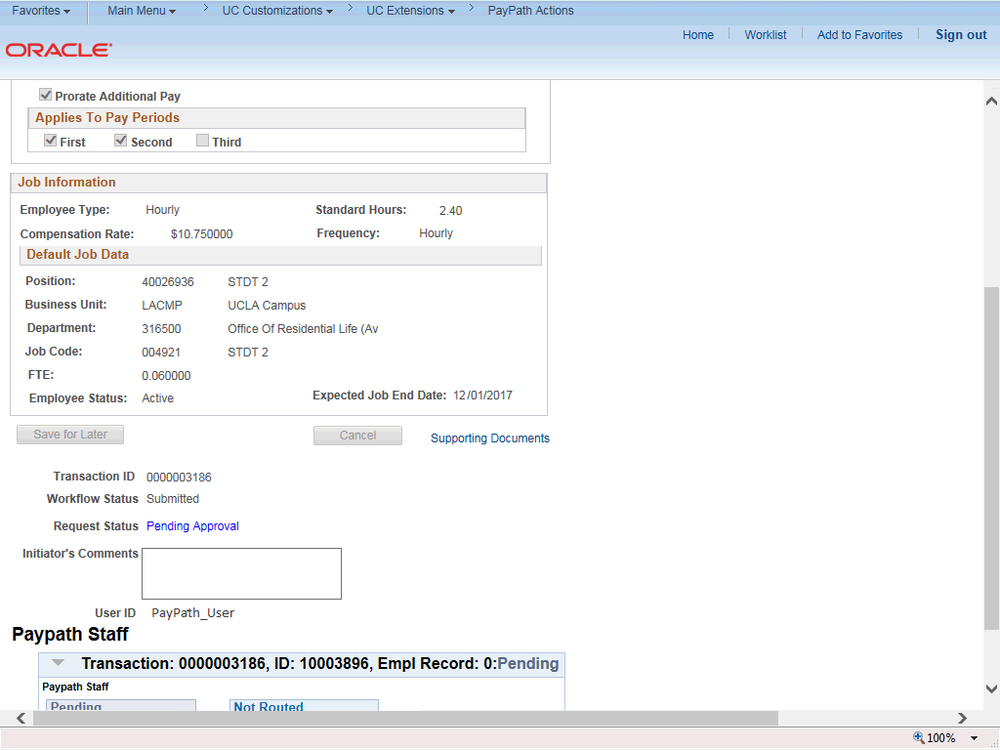 Favorites Main Menu > UC Customizations > UC Extensions > PayPath Actions
Home Worklist Add to Favorites Sign out
ORACLE
Prorate Additional Pay
Applies To Pay Periods
First Second Third
Job Information
Employee Type: Hourly Standard Hours: 2.40
Compensation Rate: $10.750000 Frequency: Hourly
Default Job Data
Position: 40026936 STDT 2
Business Unit: LACMP UCLA Campus
Department: 316500 Office Of Residential Life (Av
Job Code: 004921 STDT 2
FTE: 0.060000
Employee Status: Active Expected Job End Date: 12/01/2017
Save for Later Cancel Supporting Documents
Transaction ID 0000003186
Workflow Status Submitted
Request Status Pending Approval
Initiator's Comments
User ID PayPath_User
Paypath Staff
Transaction: 0000003186, ID: 10003896, Empl Record: 0:Pending
Paypath Staff
Pending Not Routed
100%